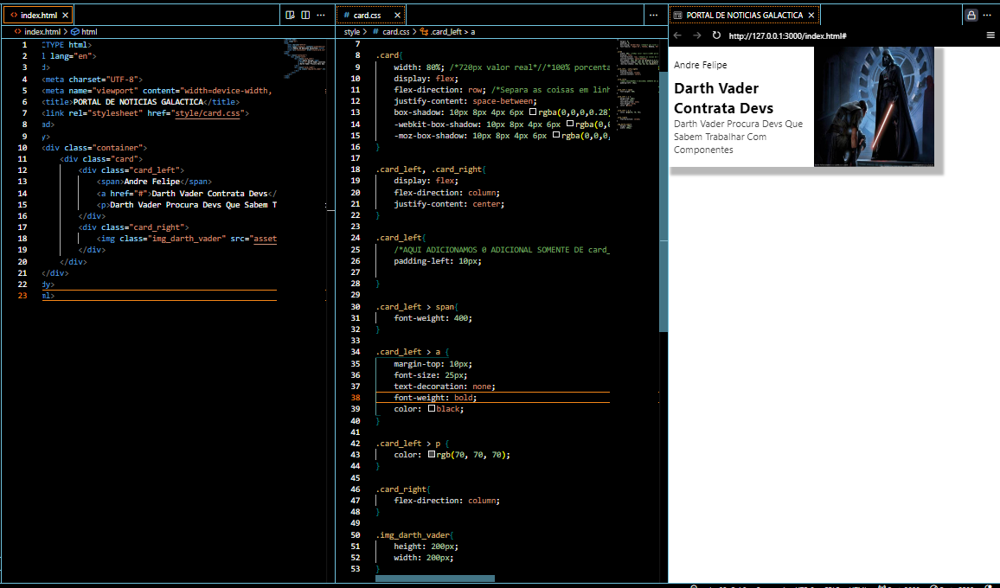 index.html
index.html > html
1 CTYPE html>
2 l lang="en">
3 d>
4 <meta charset="UTF-8">
5 <meta name="viewport" content="width=device-width,
6 <title>PORTAL DE NOTICIAS GALACTICA</title>
7 <link rel="stylesheet" href="style/card.css">
8 ad>
9 y>
10 <div class="container">
11 <div class="card">
12 <div class="card_left">
13 <span>Andre Felipe</span>
14 <a href="#">Darth Vader Contrata Devs</
15 <p>Darth Vader Procura Devs Que Sabem T
16 </div>
17 <div class="card_right">
18 <img class="img_darth_vader" src="asset
19 </div>
20 </div>
21 </div>
22 dy>
23 ml>
card.css
style > # card.css > .card_left > a
7
8 .card{
9 width: 80%; /*720px valor real*//*100% porcenta
10 display: flex;
11 flex-direction: row; /*Separa as coisas em linh
12 justify-content: space-between;
13 box-shadow: 10px 8px 4px 6px rgba(0,0,0,0.28)
14 -webkit-box-shadow: 10px 8px 4px 6px rgba(0,
15 -moz-box-shadow: 10px 8px 4px 6px rgba(0,0,0,
16 }
17
18 .card_left, .card_right{
19 display: flex;
20 flex-direction: column;
21 justify-content: center;
22 }
23
24 .card_left{
25 /*AQUI ADICIONAMOS 0 ADICIONAL SOMENTE DE card_
26 padding-left: 10px;
27
28 }
29
30 .card_left > span{
31 font-weight: 400;
32 }
33
34 .card_left > a {
35 margin-top: 10px;
36 font-size: 25px;
37 text-decoration: none;
38 font-weight: bold;
39 color: black;
40 }
41
42 .card_left > p {
43 color: rgb(70, 70, 70);
44 }
45
46 .card_right{
47 flex-direction: column;
48 }
49
50 .img_darth_vader{
51 height: 200px;
52 width: 200px;
53 }
PORTAL DE NOTICIAS GALACTICA
http://127.0.0.1:3000/index.html#
Andre Felipe
Darth Vader
Contrata Devs
Darth Vader Procura Devs Que
Sabem Trabalhar Com
Componentes